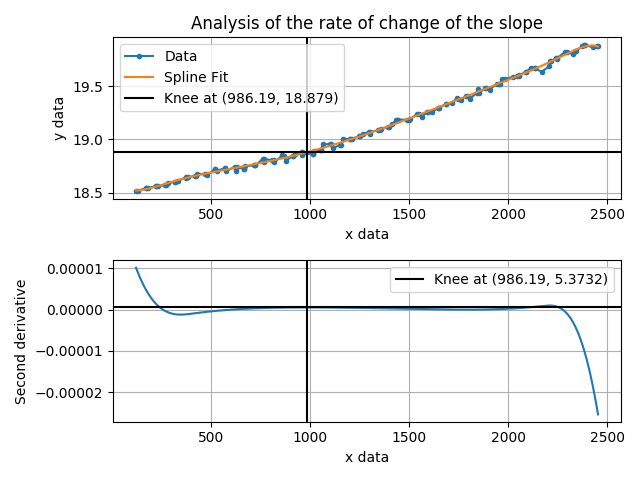 Analysis of the rate of change of the slope
Data
Spline Fit
Knee at (986.19, 18.879)
19.5
19.0
18.5
y data
500
1000
1500
2000
2500
x data
Knee at (986.19, 5.3732)
0.00001
0.00000
−0.00001
−0.00002
Second derivative
500
1000
1500
2000
2500
x data